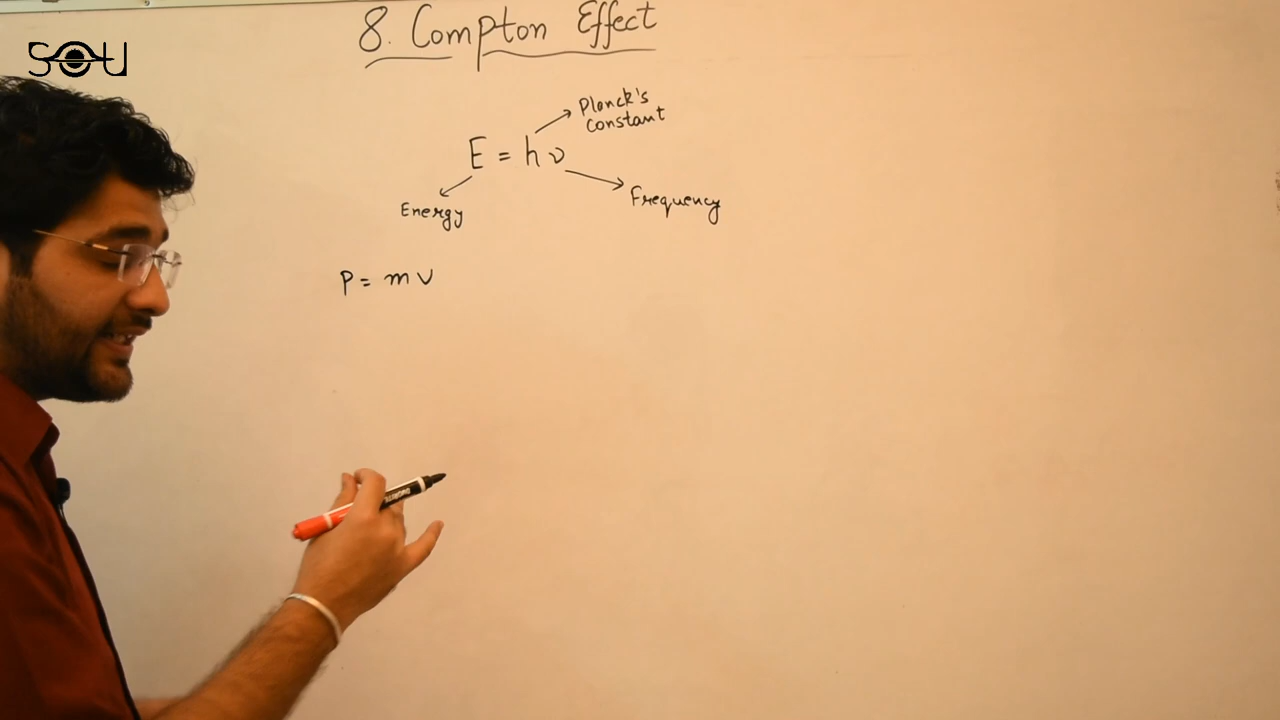 SOU
8. Compton Effect
Planck's
Constant
E = hν
Energy
Frequency
P = mv